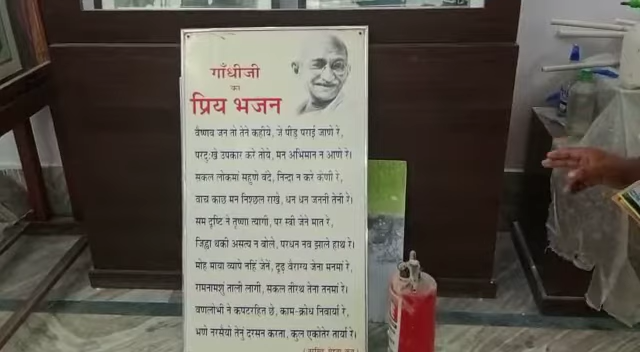 गाँधीजी
का
प्रिय भजन
वैष्णव जन तो तेने कहीये, जे पीड़ पराई जाणे रे,
परदुःखे उपकार करे तोये, मन अभिमान न आणे रे।
सकल लोकमां सहुणे वंदे, निन्दा न करे केणी रे,
वाच काछ मन निश्छल राखे, धन धन जननी तेनी रे।
सम दृष्टि ने तृष्णा त्यागी, पर स्त्री जेने मात रे,
जिह्वा थकी असत्य न बोले, परधन नव झाले हाथ रे।
मोह माया व्यापे नहिं जेने, दृढ़ वैराग्य जेना मनमां रे,
रामनामशु ताली लागी, सकल तीरथ तेना तनमां रे।
वणलोभी ने कपटरहित छे, काम-क्रोध निवार्या रे,
भणे नरसैयो तेनु दरसन करता, कुल एकोतेर तार्या रे।